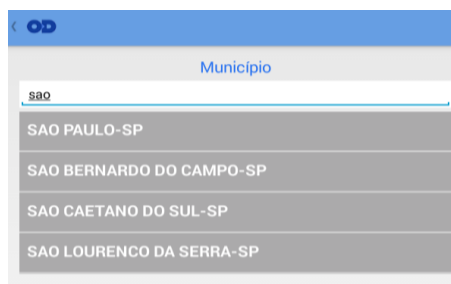 OD
Município
sao
SAO PAULO-SP
SAO BERNARDO DO CAMPO-SP
SAO CAETANO DO SUL-SP
SAO LOURENCO DA SERRA-SP